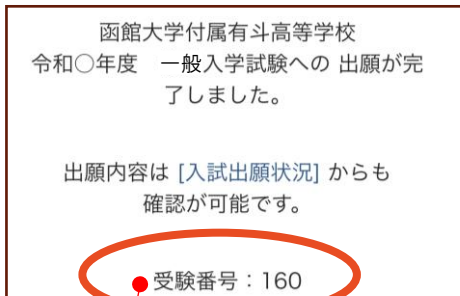 函館大学付属有斗高等学校
令和○年度　一般入学試験への 出願が完
了しました。
出願内容は [入試出願状況] からも
確認が可能です。
受験番号：160